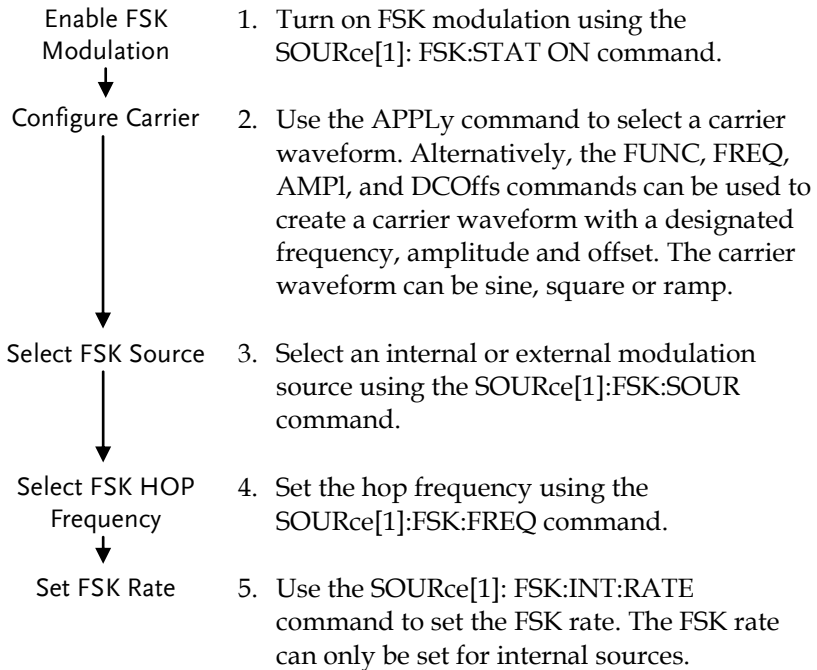 Enable FSK
Modulation
1. Turn on FSK modulation using the
SOURce[1]: FSK:STAT ON command.
Configure Carrier
2. Use the APPLy command to select a carrier
waveform. Alternatively, the FUNC, FREQ,
AMPl, and DCOffs commands can be used to
create a carrier waveform with a designated
frequency, amplitude and offset. The carrier
waveform can be sine, square or ramp.
Select FSK Source
3. Select an internal or external modulation
source using the SOURce[1]:FSK:SOUR
command.
Select FSK HOP
Frequency
4. Set the hop frequency using the
SOURce[1]:FSK:FREQ command.
Set FSK Rate
5. Use the SOURce[1]: FSK:INT:RATE
command to set the FSK rate. The FSK rate
can only be set for internal sources.